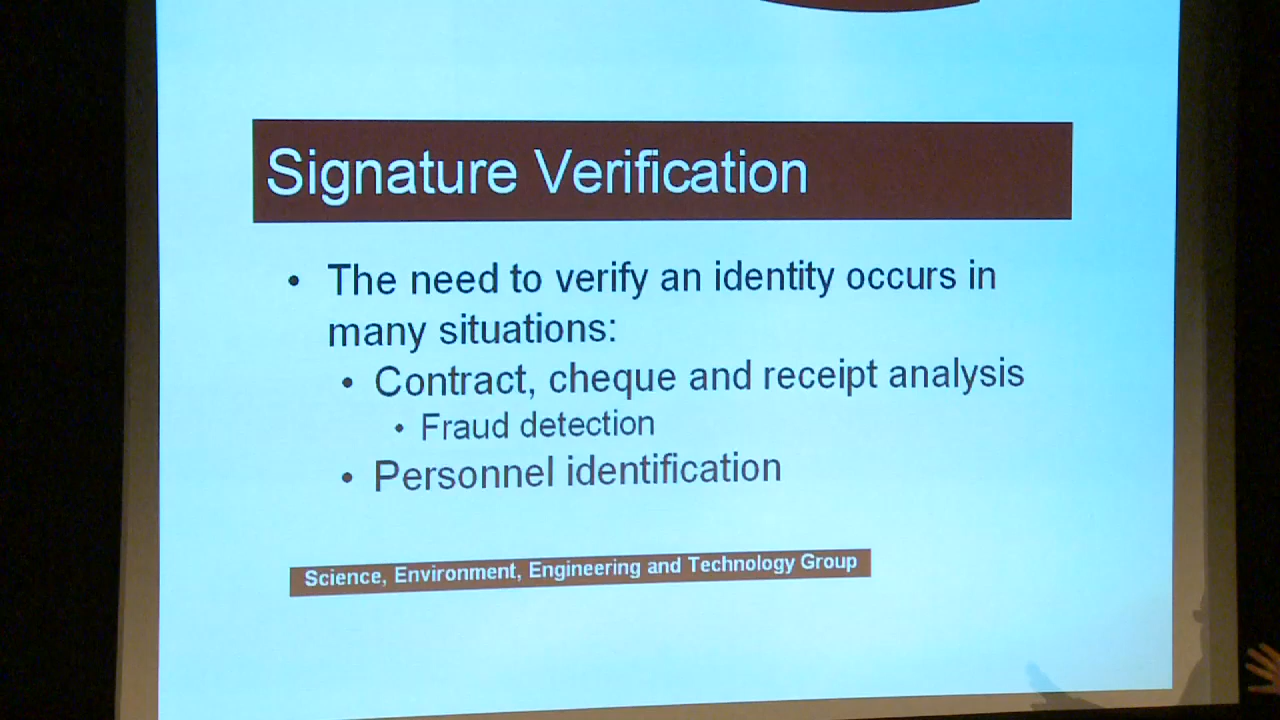 Signature Verification
• The need to verify an identity occurs in
many situations:
• Contract, cheque and receipt analysis
• Fraud detection
• Personnel identification
Science, Environment, Engineering and Technology Group